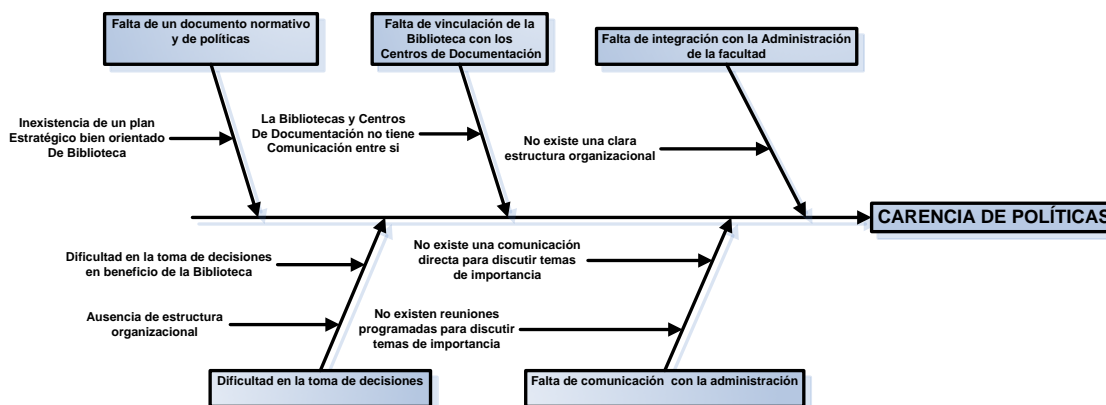 Falta de un documento normativo
y de políticas
Falta de vinculación de la
Biblioteca con los
Centros de Documentación
Falta de integración con la Administración
de la facultad
Inexistencia de un plan
Estratégico bien orientado
De Biblioteca
La Bibliotecas y Centros
De Documentación no tiene
Comunicación entre si
No existe una clara
estructura organizacional
CARENCIA DE POLÍTICAS
Dificultad en la toma de decisiones
en beneficio de la Biblioteca
No existe una comunicación
directa para discutir temas
de importancia
Ausencia de estructura
organizacional
No existen reuniones
programadas para discutir
temas de importancia
Dificultad en la toma de decisiones
Falta de comunicación con la administración